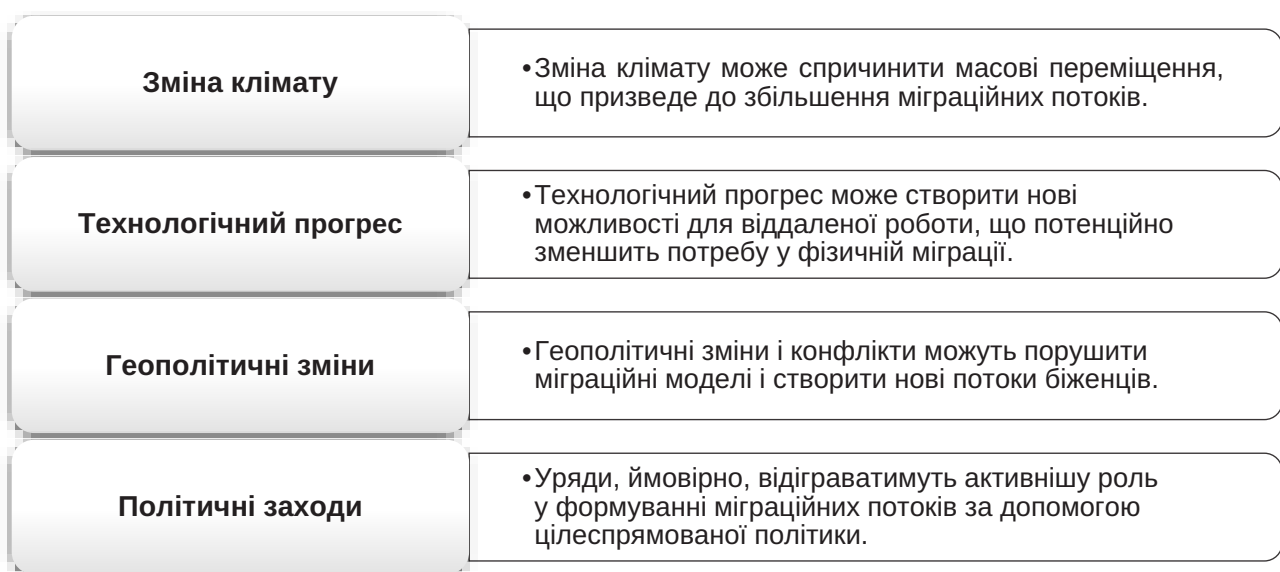 Зміна клімату
•Зміна клімату може спричинити масові переміщення,
що призведе до збільшення міграційних потоків.
Технологічний прогрес
•Технологічний прогрес може створити нові
можливості для віддаленої роботи, що потенційно
зменшить потребу у фізичній міграції.
Геополітичні зміни
•Геополітичні зміни і конфлікти можуть порушити
міграційні моделі і створити нові потоки біженців.
Політичні заходи
•Уряди, ймовірно, відіграватимуть активнішу роль
у формуванні міграційних потоків за допомогою
цілеспрямованої політики.